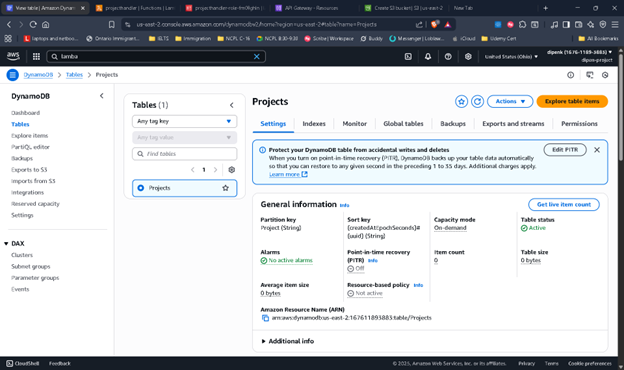 View table | Amazon Dynamo
projecthandler | Functions | Lam
projecthandler-role-fml9ghln |
API Gateway - Resources
Create S3 bucket | S3 | us-east-2
New Tab
us-east-2.console.aws.amazon.com/dynamodbv2/home?region=us-east-2#table?name=Projects
laptops and netboo...
Ontario Immigrant...
IELTS
Immigration
NCPL C-16
NCPL 8:30-9:30
Scribe | Workspace
Buddy
Messenger | Loblaw...
CS
Udemy Cert
All Bookmarks
aws
lamba
United States (Ohio)
dipenk (1676-1189-3883)
dipon-project
DynamoDB
Tables
Projects
DynamoDB
Dashboard
Tables
Explore items
PartiQL editor
Backups
Exports to S3
Imports from S3
Integrations
Reserved capacity
Settings
DAX
Clusters
Subnet groups
Parameter groups
Events
Tables (1)
Any tag key
Any tag value
Find tables
1
Projects
Projects
Actions
Explore table items
Settings
Indexes
Monitor
Global tables
Backups
Exports and streams
Permissions
Protect your DynamoDB table from accidental writes and deletes
When you turn on point-in-time recovery (PITR), DynamoDB backs up your table data automatically
so that you can restore to any given second in the preceding 1 to 35 days. Additional charges apply.
Learn more
Edit PITR
General information Info
Get live item count
Partition key
Project (String)
Sort key
{createdAtEpochSeconds}#
{uuid} (String)
Capacity mode
On-demand
Table status
Active
Alarms
No active alarms
Point-in-time recovery
(PITR) Info
Off
Item count
0
Table size
0 bytes
Average item size
0 bytes
Resource-based policy Info
Not active
Amazon Resource Name (ARN)
arn:aws:dynamodb:us-east-2:167611893883:table/Projects
Additional info
CloudShell
Feedback
© 2025, Amazon Web Services, Inc. or its affiliates.
Privacy
Terms
Cookie preferences